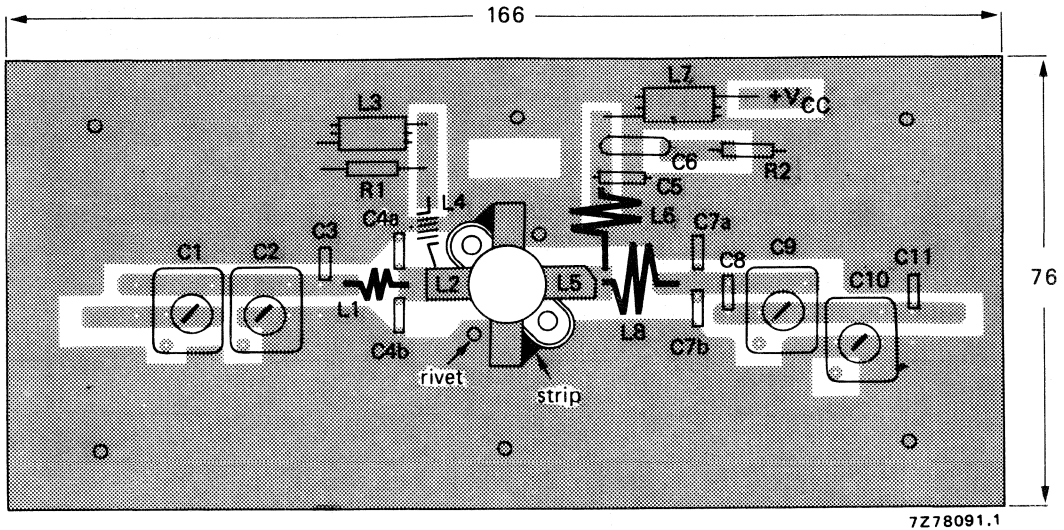 166
L7
L3
+VCC
C6
R2
R1
C5
L4
C4a
L6
C7a
C3
C1
C2
C8
C9
C11
C10
L2
L5
76
L1
L8
C4b
C7b
rivet
strip
7Z78091.1